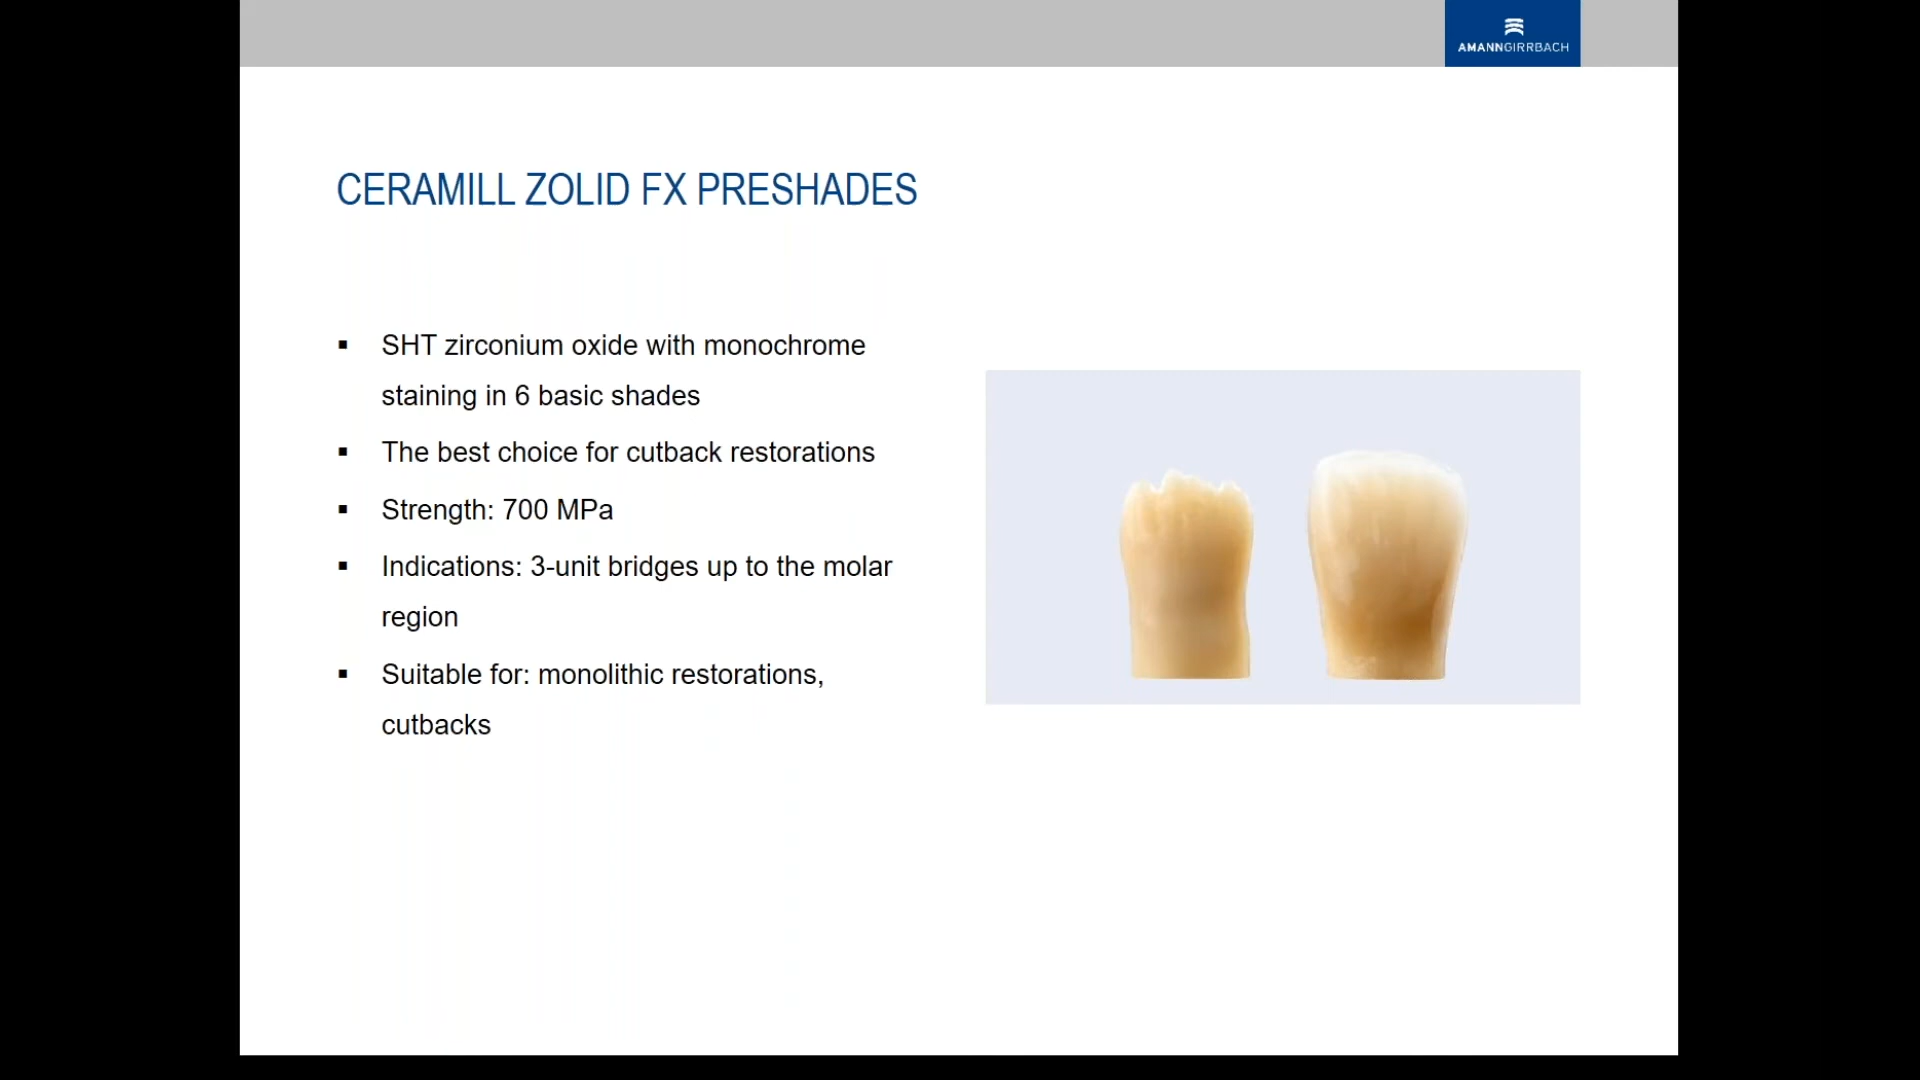 AMANNGIRRBACH
CERAMILL ZOLID FX PRESHADES
▪ SHT zirconium oxide with monochrome
staining in 6 basic shades
▪ The best choice for cutback restorations
▪ Strength: 700 MPa
▪ Indications: 3-unit bridges up to the molar
region
▪ Suitable for: monolithic restorations,
cutbacks